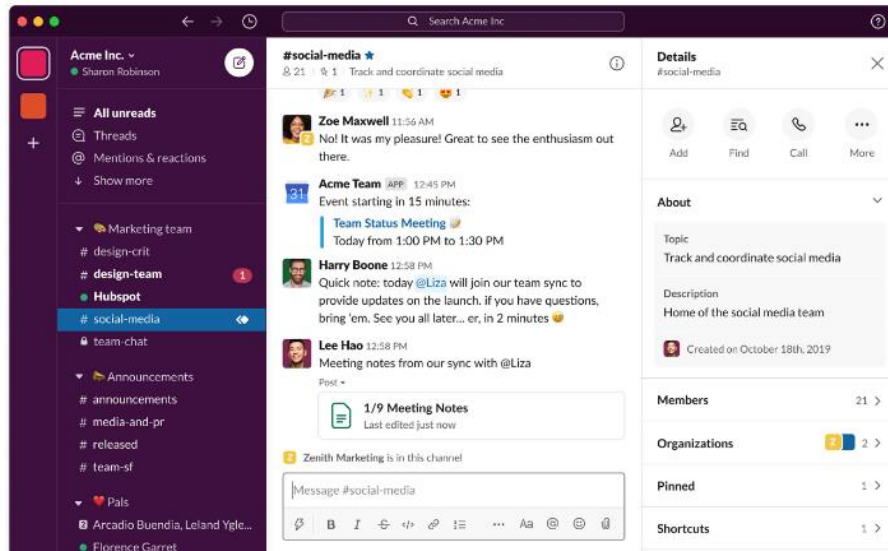 Search Acme Inc
Acme Inc.
Sharon Robinson
All unreads
Threads
@ Mentions & reactions
Show more
Marketing team
# design-crit
# design-team 1
Hubspot
# social-media
team-chat
Announcements
# announcements
# media-and-pr
# released
# team-sf
Pals
2 Arcadio Buendia, Leland Ygle...
Florence Garret
#social-media
21 | 1 | Track and coordinate social media
1 1 1 1
Zoe Maxwell 11:56 AM
No! It was my pleasure! Great to see the enthusiasm out
there.
31
Acme Team APP 12:45 PM
Event starting in 15 minutes:
Team Status Meeting
Today from 1:00 PM to 1:30 PM
Harry Boone 12:58 PM
Quick note: today @Liza will join our team sync to
provide updates on the launch. if you have questions,
bring 'em. See you all later... er, in 2 minutes
Lee Hao 12:58 PM
Meeting notes from our sync with @Liza
Post
1/9 Meeting Notes
Last edited just now
Z Zenith Marketing is in this channel
Message #social-media
B I S </> ... Aa @
Details
#social-media
Add Find Call More
About
Topic
Track and coordinate social media
Description
Home of the social media team
Created on October 18th, 2019
Members 21 >
Organizations Z 2 >
Pinned 1 >
Shortcuts 1 >